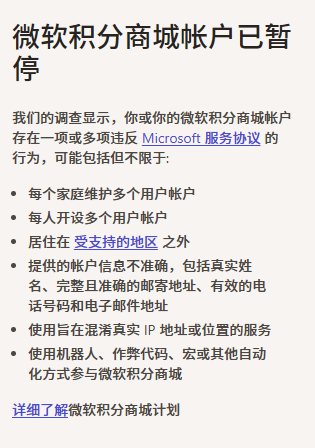 微软积分商城帐户已暂
停
我们的调查显示，你或你的微软积分商城帐户
存在一项或多项违反 Microsoft 服务协议 的
行为，可能包括但不限于:
• 每个家庭维护多个用户帐户
• 每人开设多个用户帐户
• 居住在 受支持的地区 之外
• 提供的帐户信息不准确，包括真实姓
名、完整且准确的邮寄地址、有效的电
话号码和电子邮件地址
• 使用旨在混淆真实 IP 地址或位置的服务
• 使用机器人、作弊代码、宏或其他自动
化方式参与微软积分商城
详细了解微软积分商城计划